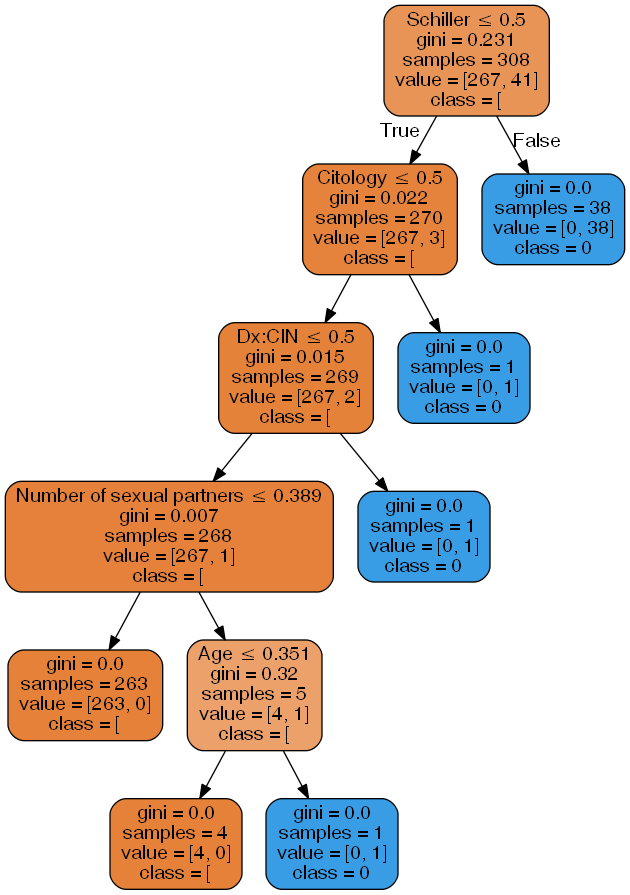 Schiller ≤ 0.5
gini = 0.231
samples = 308
value = [267, 41]
class = [
True
False
Citology ≤ 0.5
gini = 0.022
samples = 270
value = [267, 3]
class = [
gini = 0.0
samples = 38
value = [0, 38]
class = 0
Dx:CIN ≤ 0.5
gini = 0.015
samples = 269
value = [267, 2]
class = [
gini = 0.0
samples = 1
value = [0, 1]
class = 0
Number of sexual partners ≤ 0.389
gini = 0.007
samples = 268
value = [267, 1]
class = [
gini = 0.0
samples = 1
value = [0, 1]
class = 0
gini = 0.0
samples = 263
value = [263, 0]
class = [
Age ≤ 0.351
gini = 0.32
samples = 5
value = [4, 1]
class = [
gini = 0.0
samples = 4
value = [4, 0]
class = [
gini = 0.0
samples = 1
value = [0, 1]
class = 0